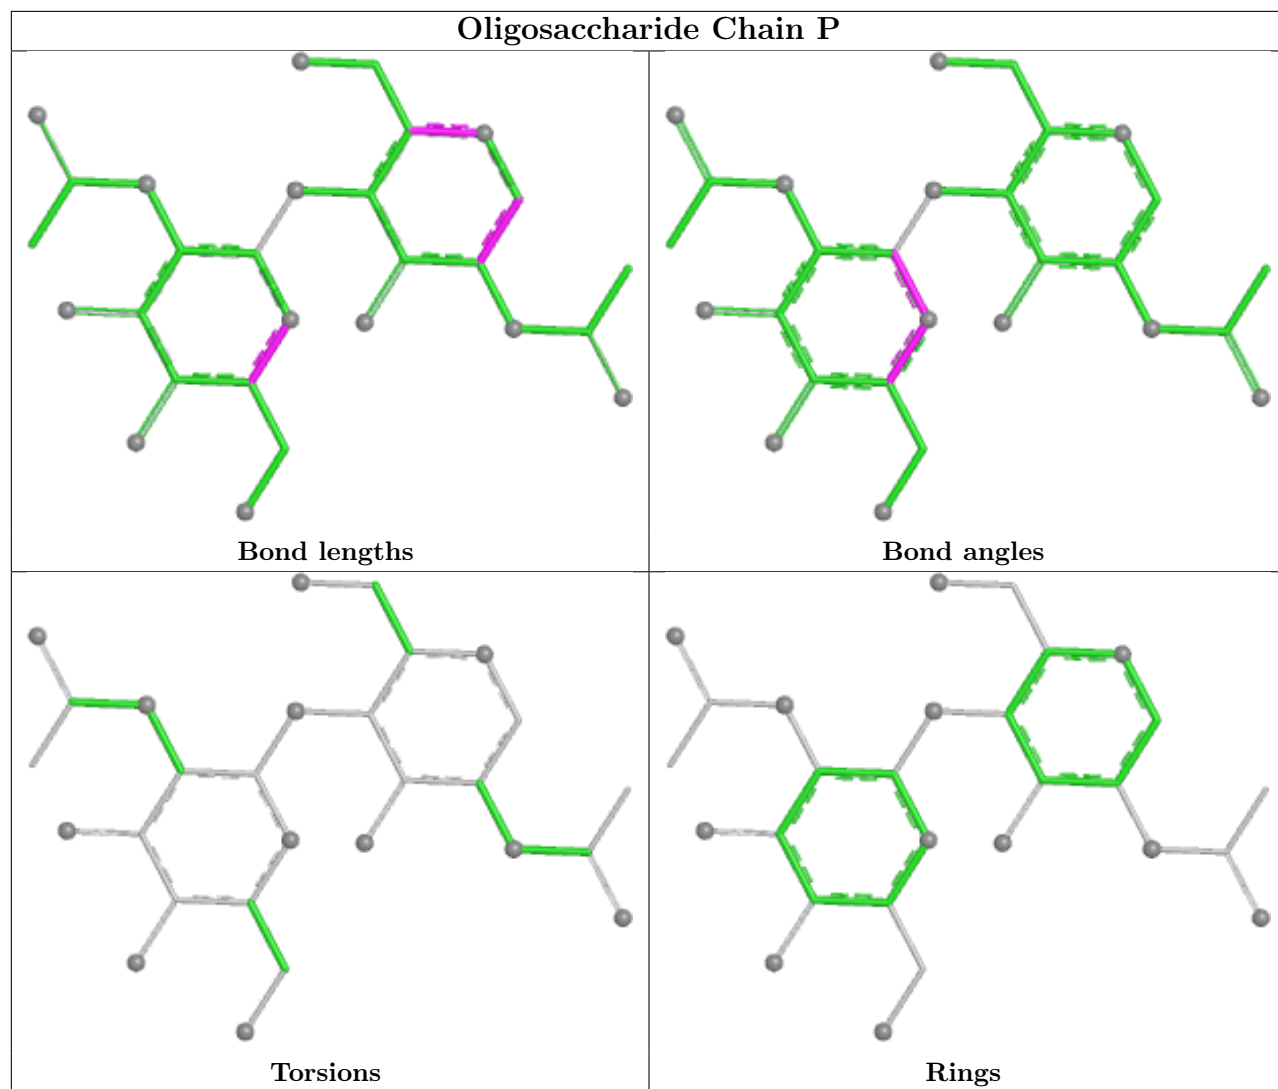 Oligosaccharide Chain P
Bond lengths
Bond angles
Torsions
Rings